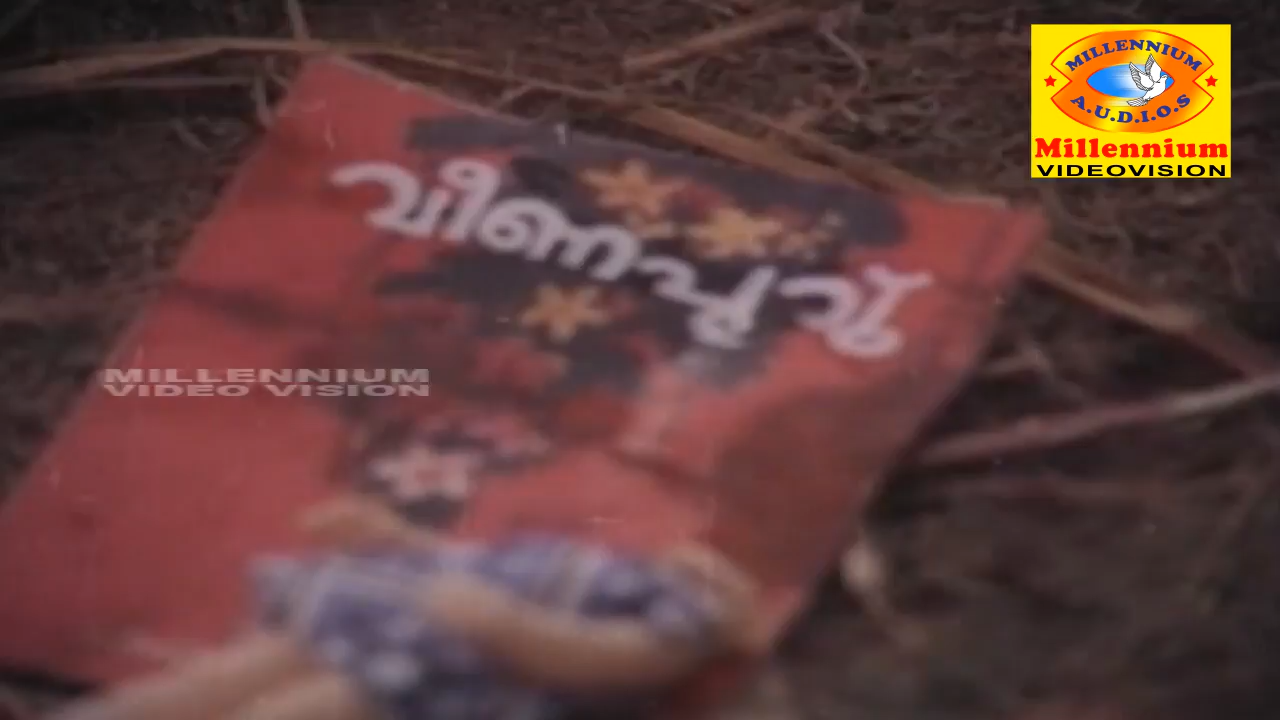 വീണപൂവ്
MILLENNIUM
A.U.D.I.O.S
Millennium
VIDEOVISION
MILLENNIUM
VIDEO VISION